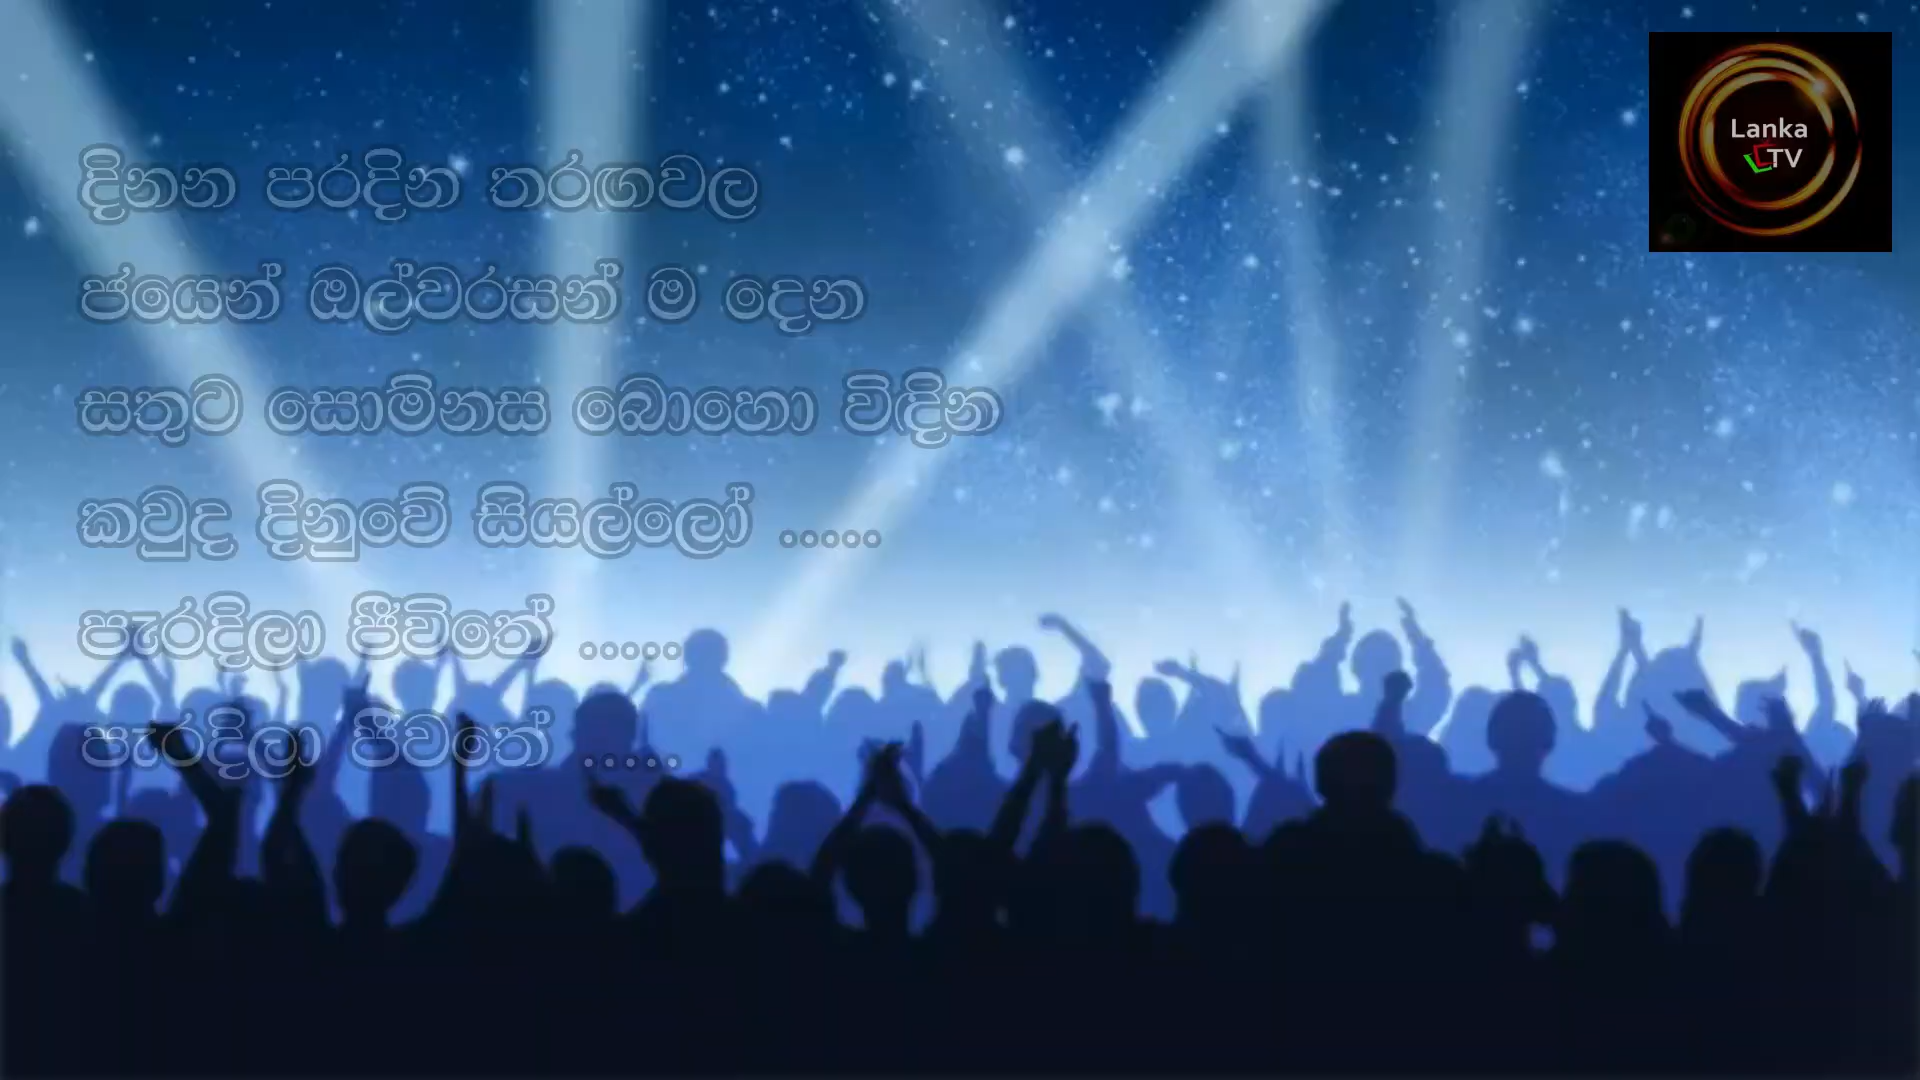 දිනන පරදින තරඟවල
ජයෙන් ඔල්වරසන් ම දෙන
සතුට සොම්නස බොහො විදින
කවුද දිනුවේ සියල්ලෝ .....
පැරදිලා ජීවිතේ .....
පැරදිලා ජීවිතේ .....
Lanka
TV